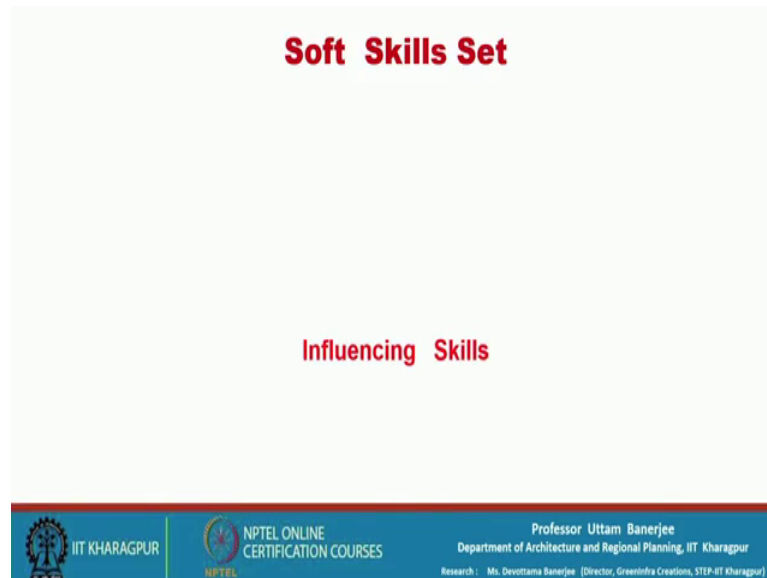 Soft Skills Set
Influencing Skills
IIT KHARAGPUR
NPTEL
NPTEL ONLINE
CERTIFICATION COURSES
Professor Uttam Banerjee
Department of Architecture and Regional Planning, IIT Kharagpur
Research : Ms. Devottama Banerjee (Director, GreenInfra Creations, STEP-IIT Kharagpur)